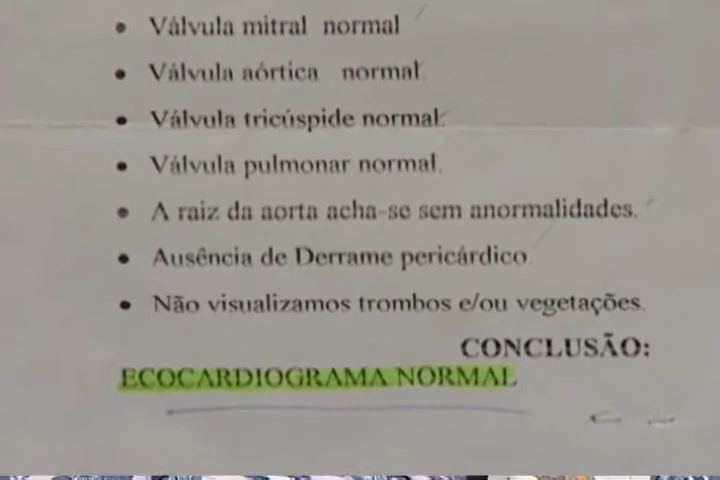 • Válvula mitral normal
• Válvula aórtica normal
• Válvula tricúspide normal.
• Válvula pulmonar normal.
• A raiz da aorta acha-se sem anormalidades.
• Ausência de Derrame pericárdico
• Não visualizamos trombos e/ou vegetações.
CONCLUSÃO:
ECOCARDIOGRAMA NORMAL